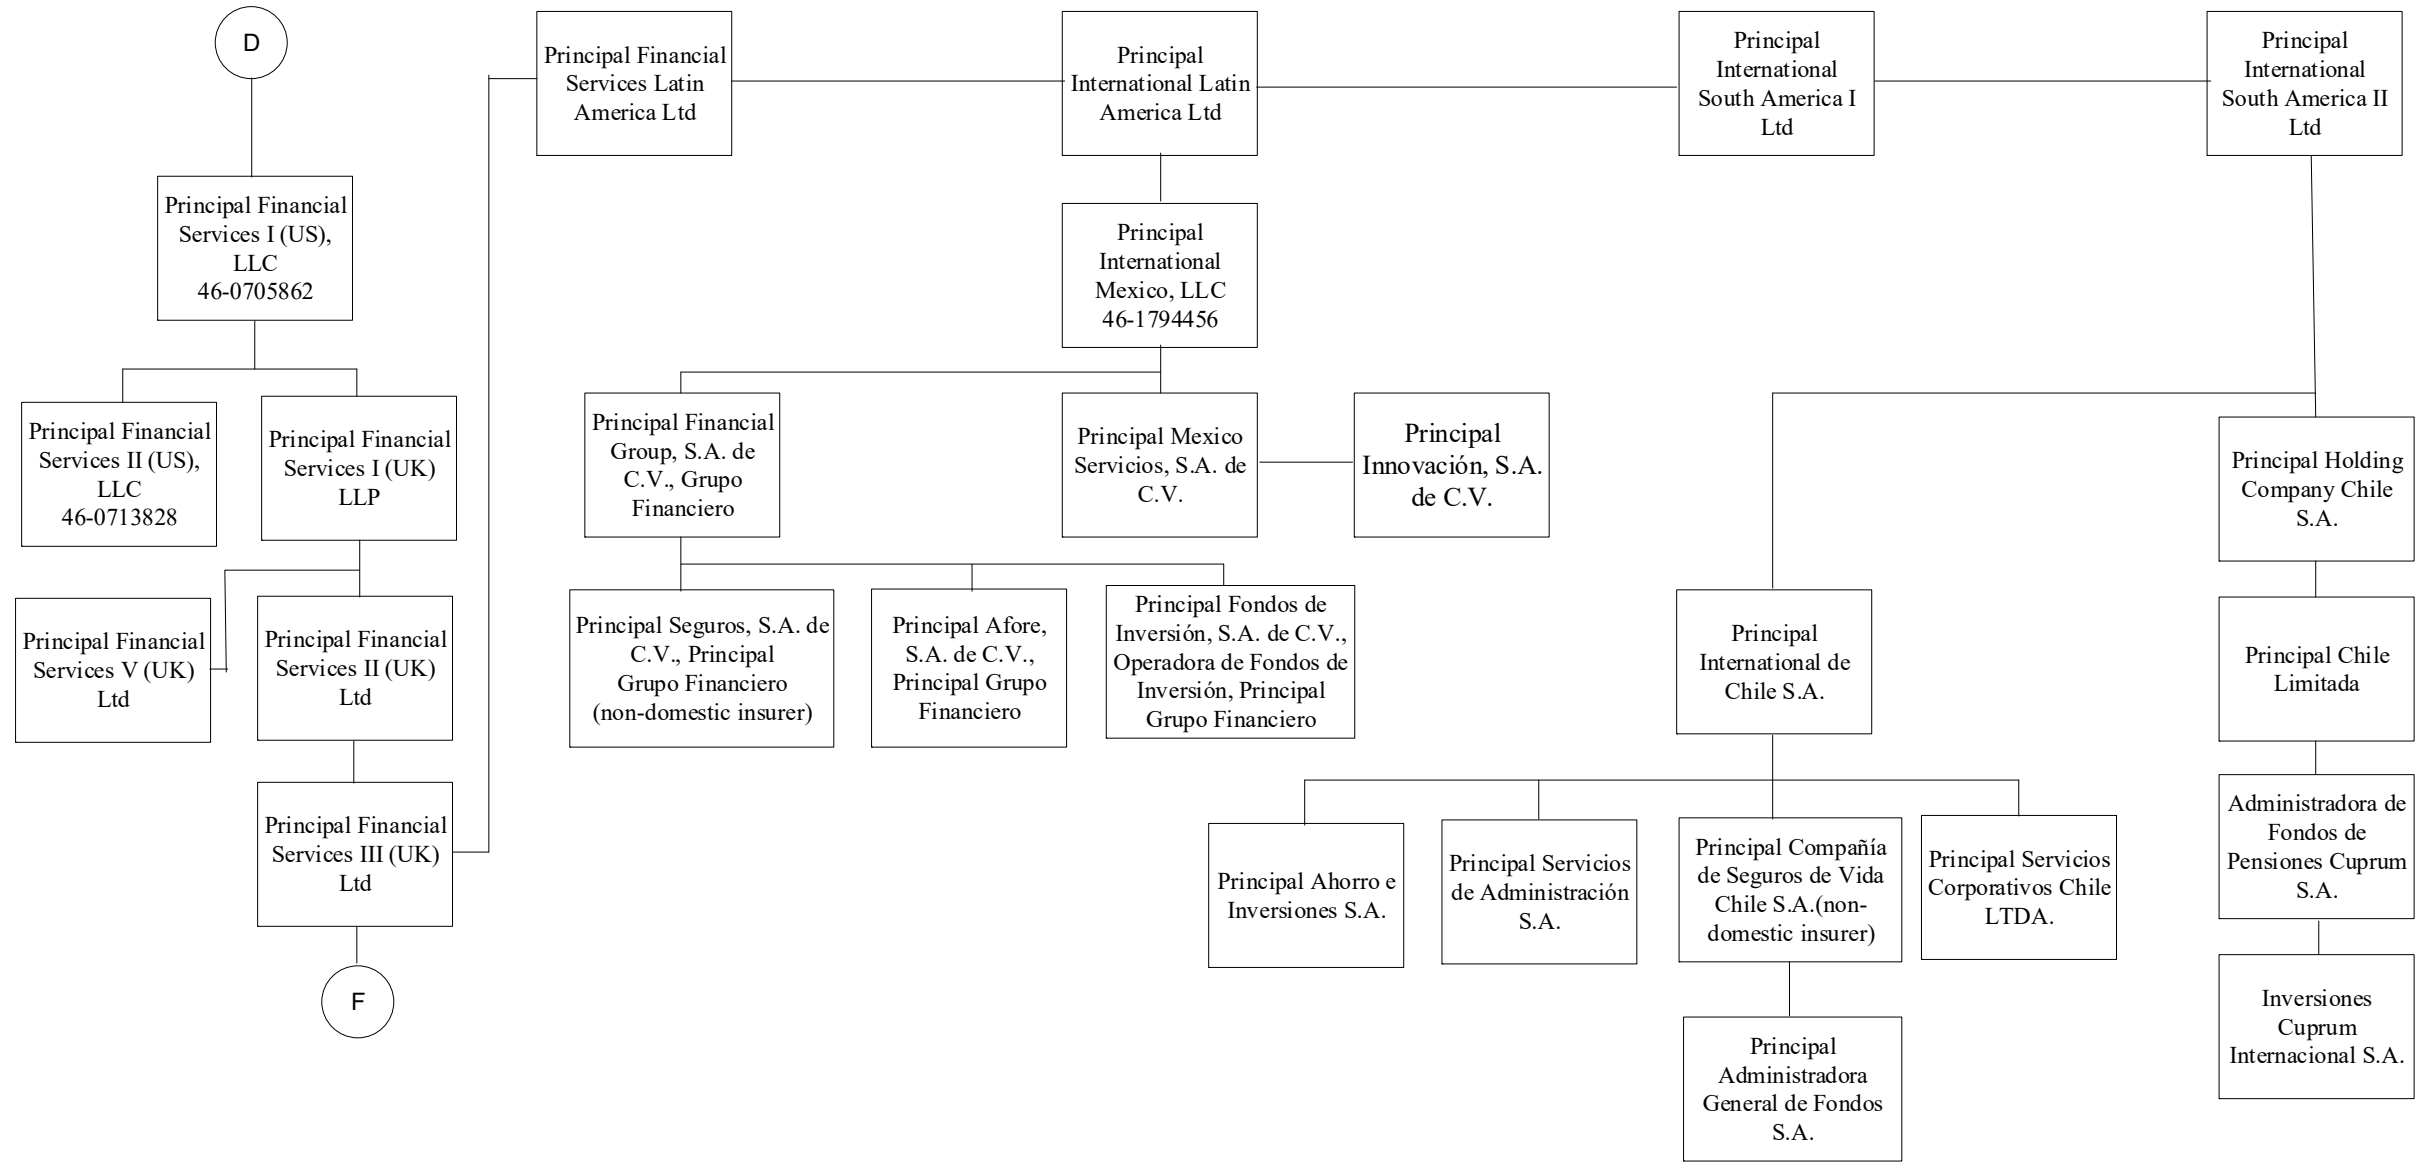 D
Principal Financial
Services Latin
America Ltd
Principal
International Latin
America Ltd
Principal
International
South America I
Ltd
Principal
International
South America II
Ltd
Principal Financial
Services I (US),
LLC
46-0705862
Principal
International
Mexico, LLC
46-1794456
Principal Financial
Services II (US),
LLC
46-0713828
Principal Financial
Services I (UK)
LLP
Principal Financial
Group, S.A. de
C.V., Grupo
Financiero
Principal Mexico
Servicios, S.A. de
C.V.
Principal
Innovación, S.A.
de C.V.
Principal Holding
Company Chile
S.A.
Principal Financial
Services V (UK)
Ltd
Principal Financial
Services II (UK)
Ltd
Principal Seguros, S.A. de
C.V., Principal
Grupo Financiero
(non-domestic insurer)
Principal Afore,
S.A. de C.V.,
Principal Grupo
Financiero
Principal Fondos de
Inversión, S.A. de C.V.,
Operadora de Fondos de
Inversión, Principal
Grupo Financiero
Principal
International de
Chile S.A.
Principal Chile
Limitada
Principal Financial
Services III (UK)
Ltd
Principal Ahorro e
Inversiones S.A.
Principal Servicios
de Administración
S.A.
Principal Compañía
de Seguros de Vida
Chile S.A.(non-
domestic insurer)
Principal Servicios
Corporativos Chile
LTDA.
Administradora de
Fondos de
Pensiones Cuprum
S.A.
F
Principal
Administradora
General de Fondos
S.A.
Inversiones
Cuprum
Internacional S.A.